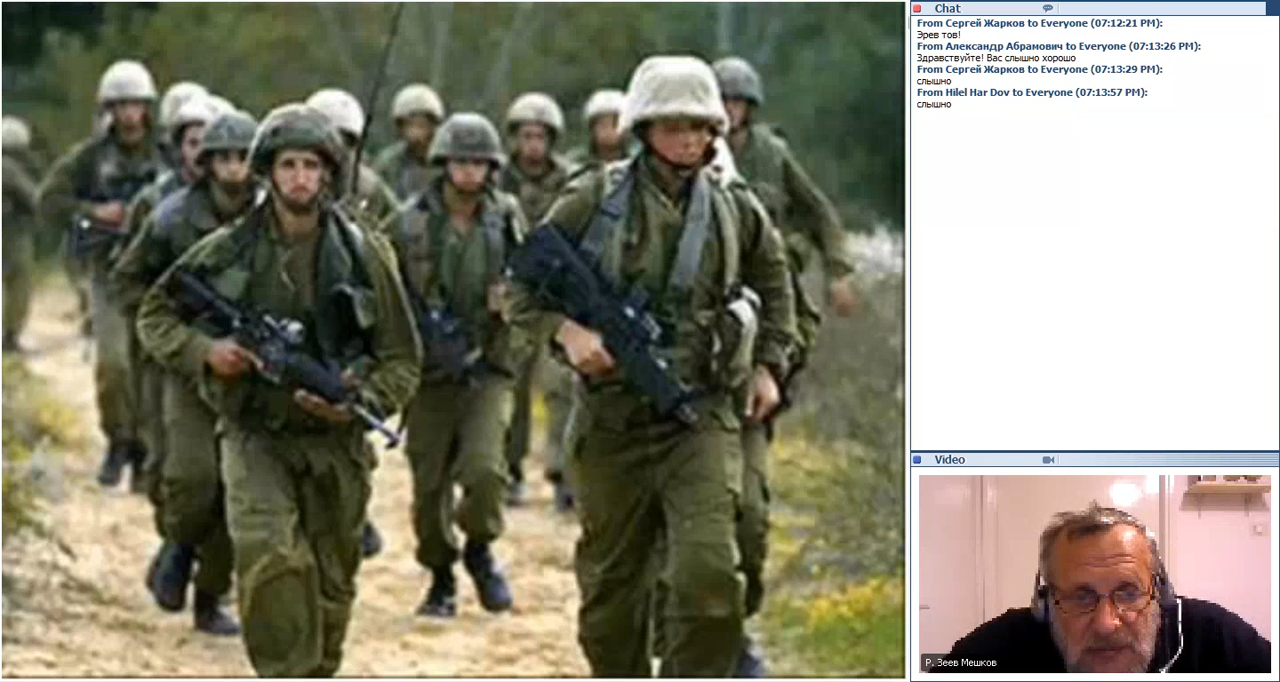 Chat
From Сергей Жарков to Everyone (07:12:21 PM):
Эрев тов!
From Александр Абрамович to Everyone (07:13:26 PM):
Здравствуйте! Вас слышно хорошо
From Сергей Жарков to Everyone (07:13:29 PM):
слышно
From Hilel Har Dov to Everyone (07:13:57 PM):
слышно
Video
Р. Зеев Мешков